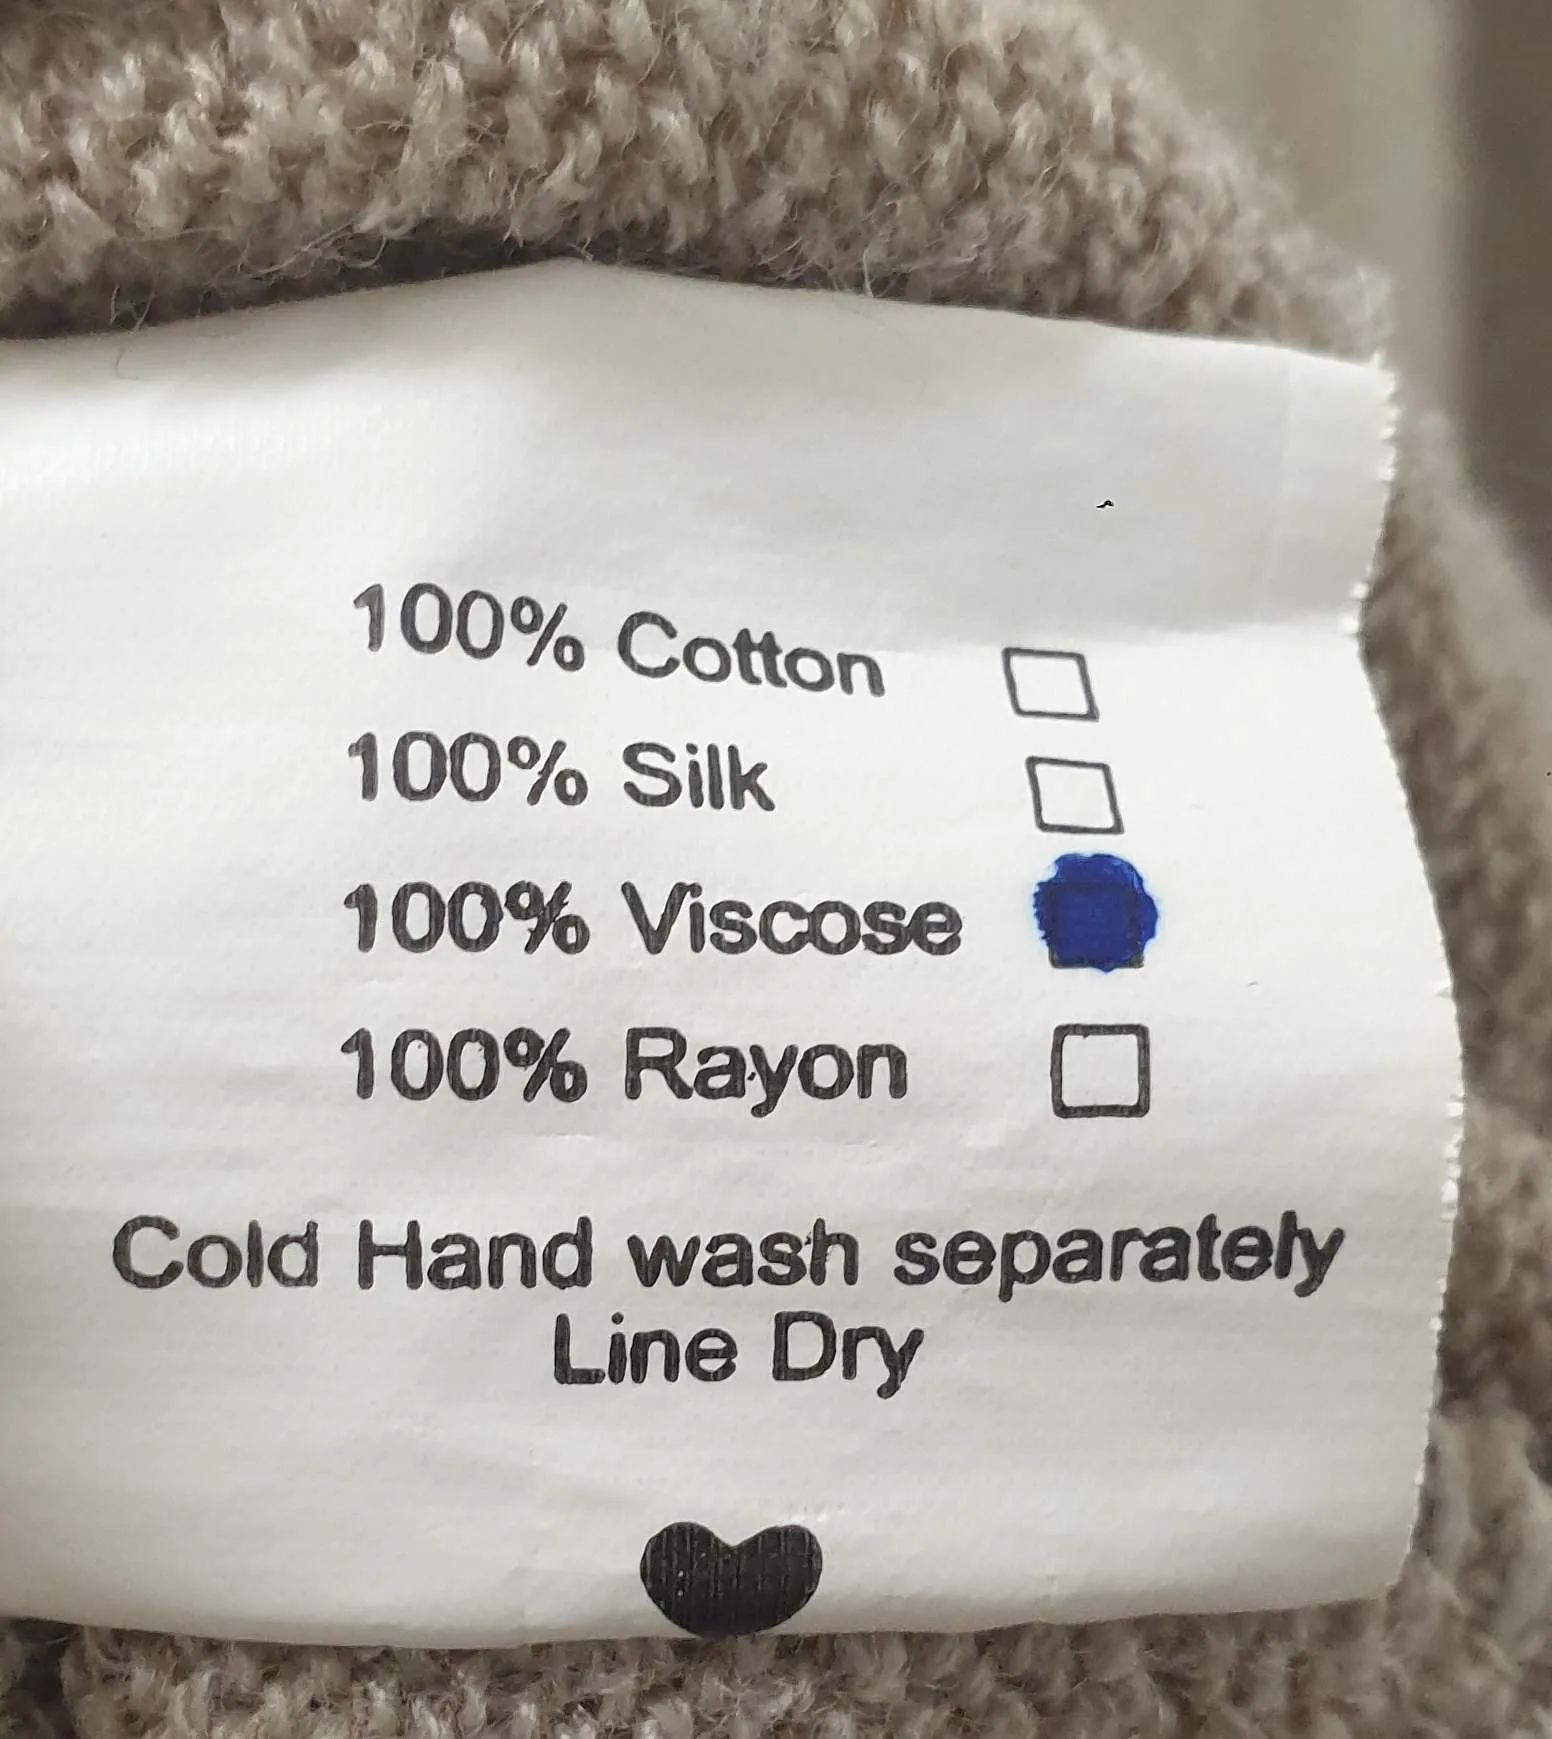 100% Cotton
100% Silk
100% Viscose
100% Rayon
Cold Hand wash separately
Line Dry